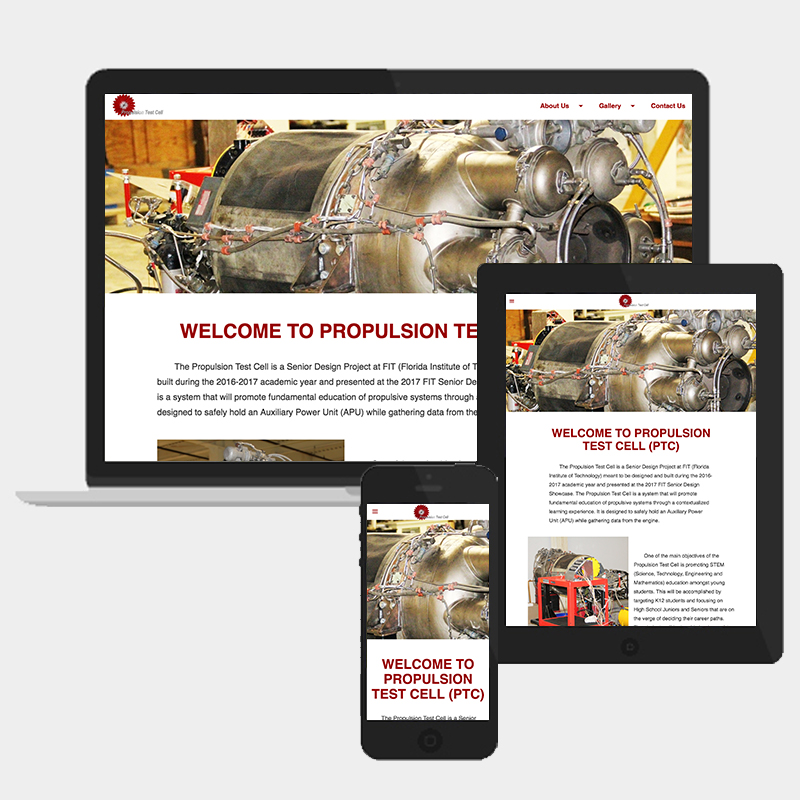 Propulsion Test Cell
About Us
Gallery
Contact Us
WELCOME TO PROPULSION TE
The Propulsion Test Cell is a Senior Design Project at FIT (Florida Institute of T
built during the 2016-2017 academic year and presented at the 2017 FIT Senior De
is a system that will promote fundamental education of propulsive systems through
designed to safely hold an Auxiliary Power Unit (APU) while gathering data from the
WELCOME TO PROPULSION
TEST CELL (PTC)
The Propulsion Test Cell is a Senior Design Project at FIT (Florida
Institute of Technology) meant to be designed and built during the 2016-
2017 academic year and presented at the 2017 FIT Senior Design
Showcase. The Propulsion Test Cell is a system that will promote
fundamental education of propulsive systems through a contextualized
learning experience. It is designed to safely hold an Auxiliary Power
Unit (APU) while gathering data from the engine.
One of the main objectives of the
Propulsion Test Cell is promoting STEM
(Science, Technology, Engineering and
Mathematics) education amongst young
students. This will be accomplished by
targeting K12 students and focusing on
High School Juniors and Seniors that are on
the verge of deciding their career paths.
WELCOME TO
PROPULSION
TEST CELL (PTC)
The Propulsion Test Cell is a Senior